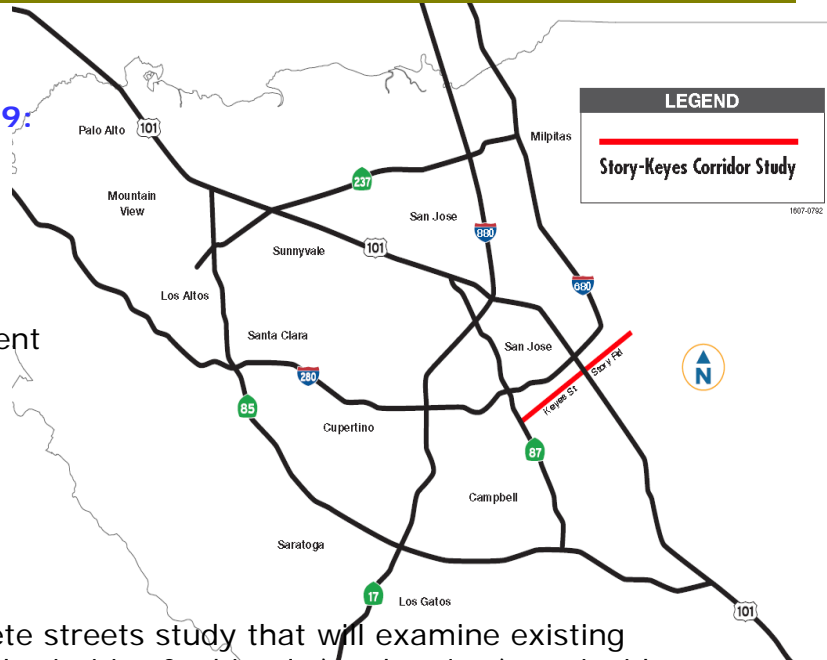 9:
LEGEND
Story-Keyes Corridor Study
1607-0792
Palo Alto
101
Milpitas
237
Mountain
View
San Jose
880
Sunnyvale
101
680
Los Altos
ent
Santa Clara
San Jose
Story Rd
N
280
Keyes St
85
Cupertino
87
Campbell
Saratoga
17
Los Gatos
101
ete streets study that will examine existing